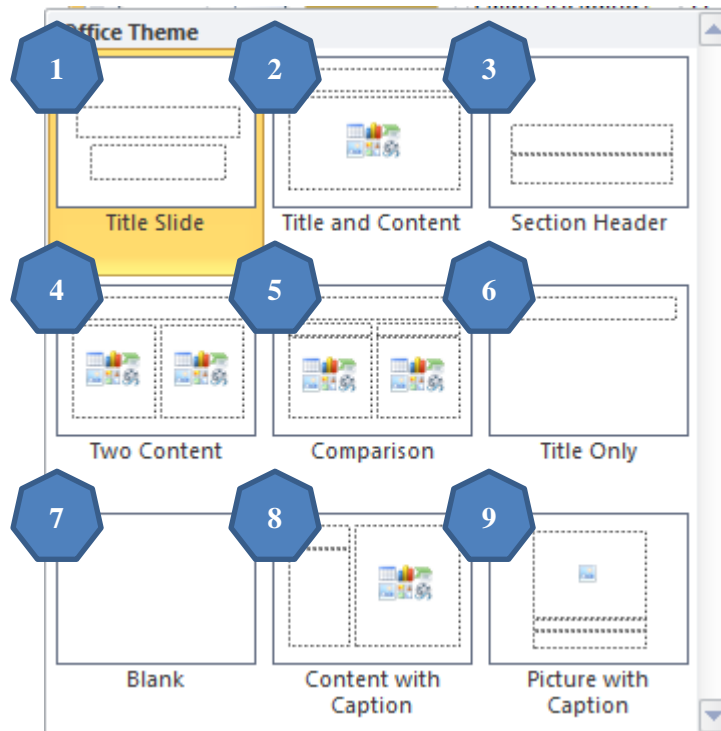 Office Theme
1 2 3
Title Slide Title and Content Section Header
4 5 6
Two Content Comparison Title Only
7 8 9
Blank Content with Caption Picture with Caption